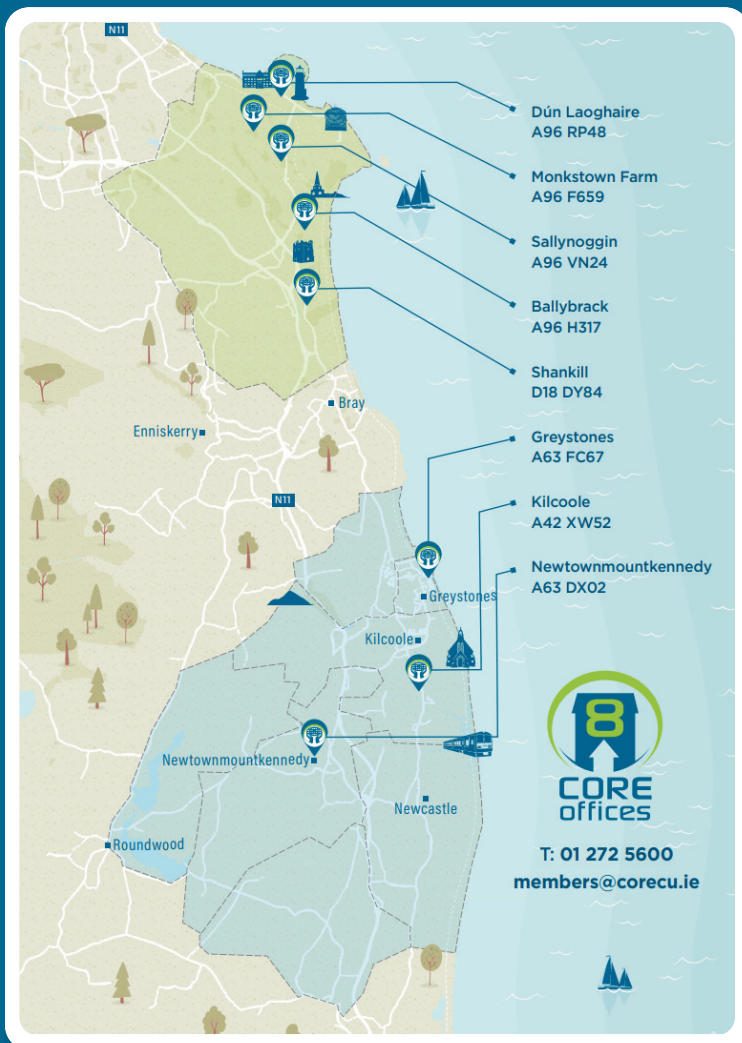 N11
Dún Laoghaire
A96 RP48
Monkstown Farm
A96 F659
Sallynoggin
A96 VN24
Ballybrack
A96 H317
Shankill
D18 DY84
Bray
Enniskerry
Greystones
A63 FC67
N11
Kilcoole
A42 XW52
Newtownmountkennedy
A63 DX02
Greystones
Kilcoole
Newtownmountkennedy
Newcastle
Roundwood
8
CORE
offices
T: 01 272 5600
members@corecu.ie